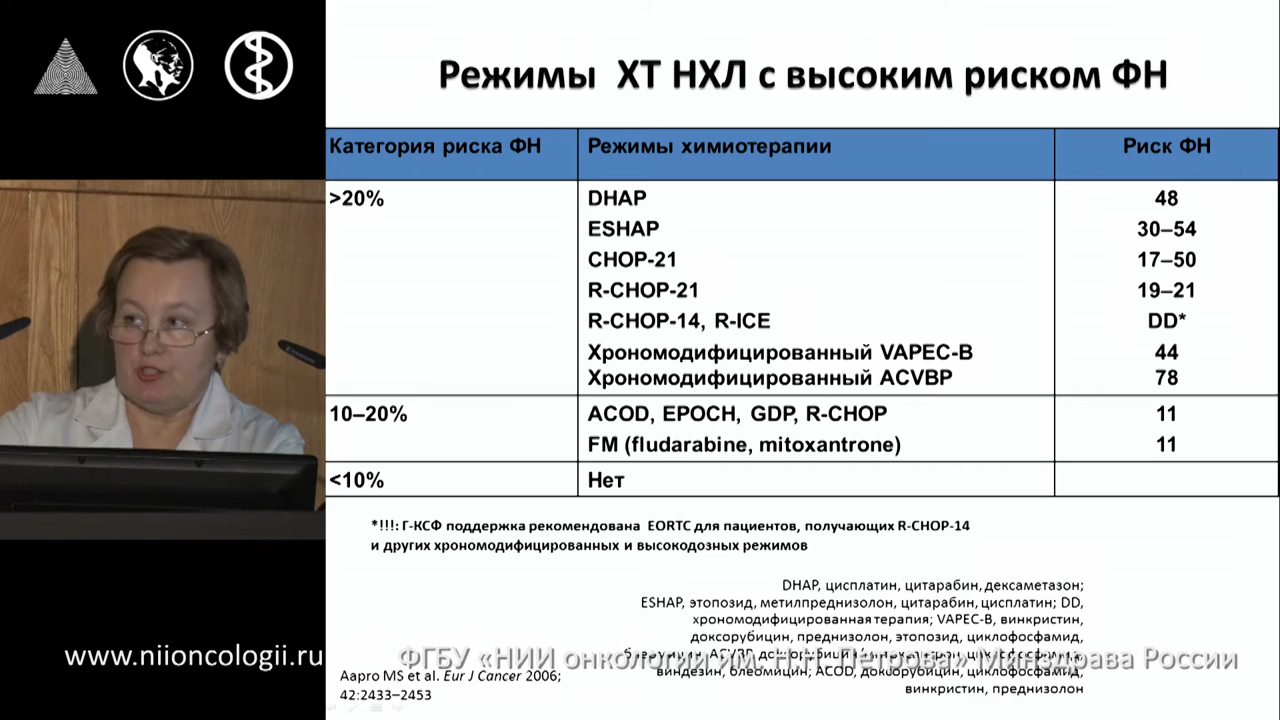 Режимы ХТ НХЛ с высоким риском ФН
Категория риска ФН Режимы химиотерапии Риск ФН
>20% DHAP 48
ESHAP 30–54
CHOP-21 17–50
R-CHOP-21 19–21
R-CHOP-14, R-ICE DD*
Хрономодифицированный VAPEC-B 44
Хрономодифицированный ACVBP 78
10–20% ACOD, EPOCH, GDP, R-CHOP 11
FM (fludarabine, mitoxantrone) 11
<10% Нет
*!!!: Г-КСФ поддержка рекомендована EORTC для пациентов, получающих R-CHOP-14
и других хрономодифицированных и высокодозных режимов
DHAP, цисплатин, цитарабин, дексаметазон;
ESHAP, этопозид, метилпреднизолон, цитарабин, цисплатин; DD,
хрономодифицированная терапия; VAPEC-B, винкристин,
доксорубицин, преднизолон, этопозид, циклофосфамид,
виндезин, блеомицин; ACOD, доксорубицин, циклофосфамид,
винкристин, преднизолон
www.niioncologii.ru
ФГБУ «НИИ онкологии им. Н.Н. Петрова» Минздрава России
Aapro MS et al. Eur J Cancer 2006;
42:2433–2453